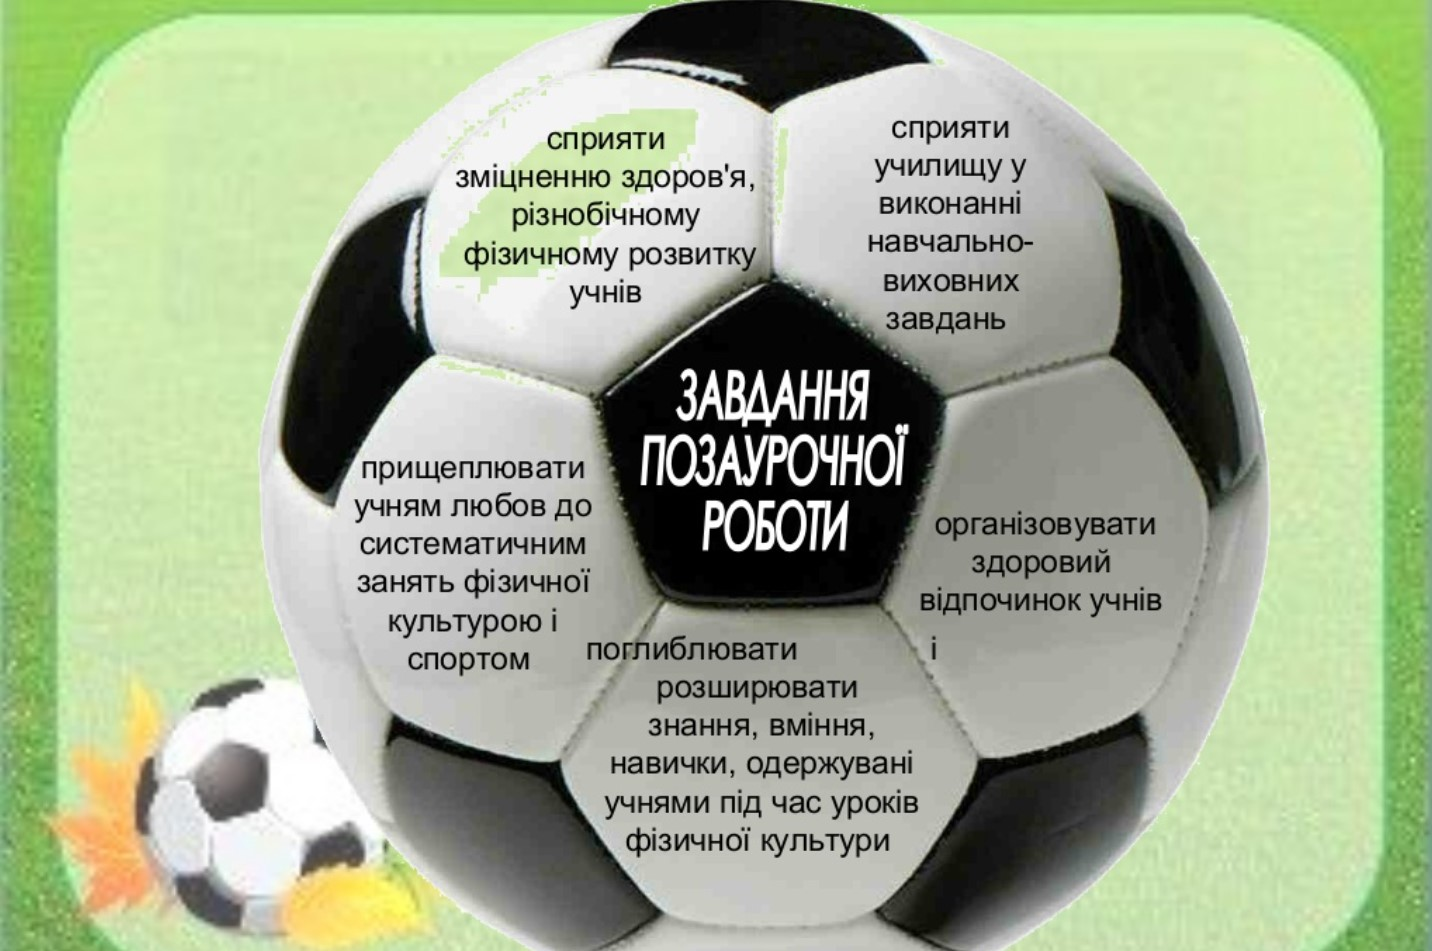 сприяти
зміцненню здоров'я,
різнобічному
фізичному розвитку
учнів
сприяти
училищу у
виконанні
навчально-
виховних
завдань
ЗАВДАННЯ
ПОЗАУРОЧНОЇ
РОБОТИ
прищеплювати
учням любов до
систематичним
занять фізичної
культурою і
спортом
організовувати
здоровий
відпочинок учнів
поглиблювати і
розширювати
знання, вміння,
навички, одержувані
учнями під час уроків
фізичної культури